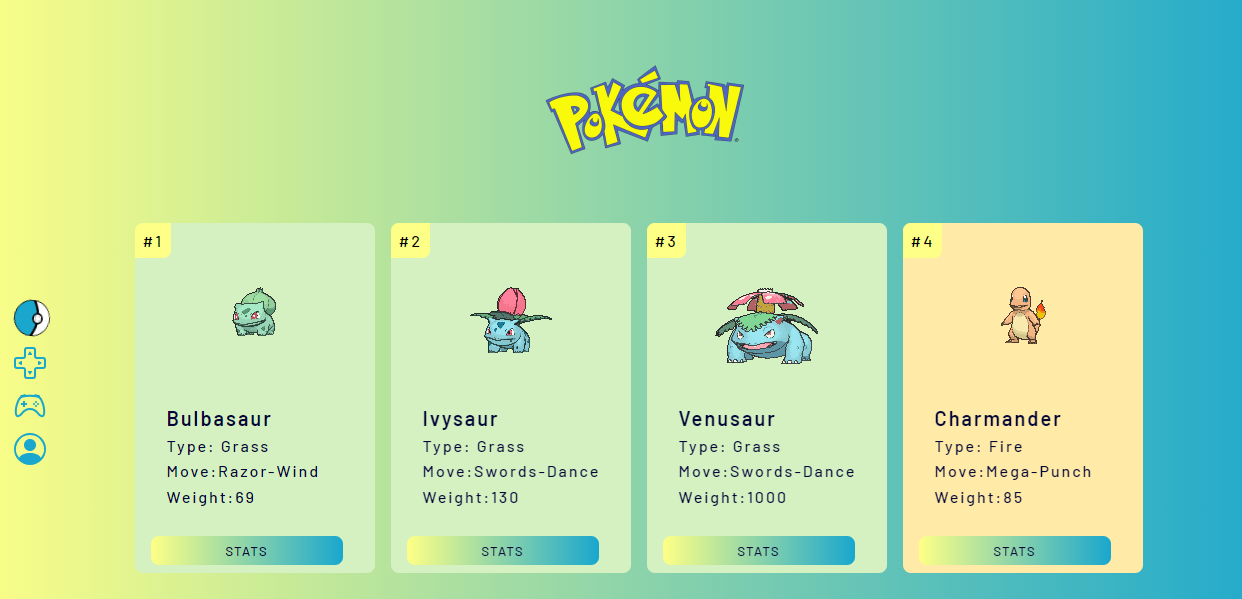 POKéMON
#1
Bulbasaur
Type: Grass
Move:Razor-Wind
Weight:69
STATS
#2
Ivysaur
Type: Grass
Move:Swords-Dance
Weight:130
STATS
#3
Venusaur
Type: Grass
Move:Swords-Dance
Weight:1000
STATS
#4
Charmander
Type: Fire
Move:Mega-Punch
Weight:85
STATS